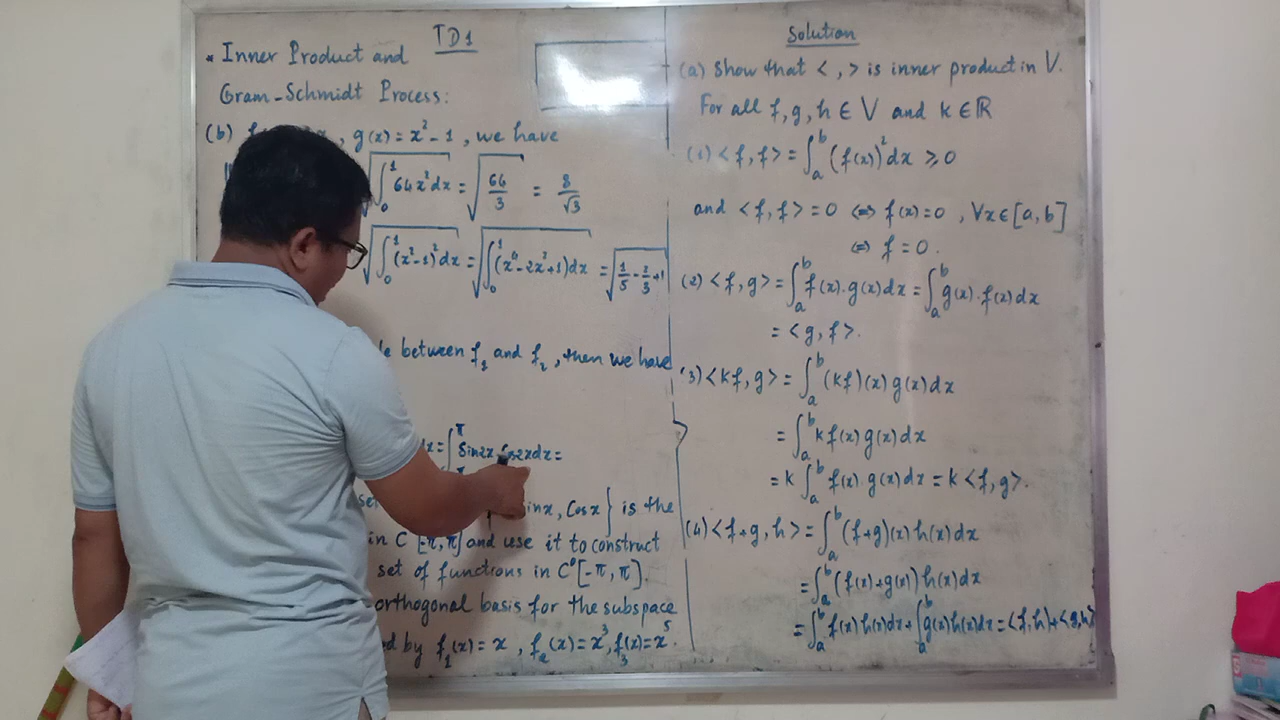 TD1
* Inner Product and
Gram-Schmidt Process:
(b) , g(x) = x² - 1 , we have
√∫₀¹ 64x² dx = √64/3 = 8/√3
√∫₀¹ (x²-1)² dx = √∫₀¹ (x⁴ - 2x² + 1) dx = √1/5 - 2/3 + 1
between f₁ and f₂ , then we have
dx = ∫ sin2x cos2x dx =
sinx, Cosx } is the
in C⁰[-π, π] and use it to construct
set of functions in C⁰[-π, π].
orthogonal basis for the subspace
by f₁(x) = x , f₂(x) = x³, f₃(x) = x⁵.
Solution
(a) Show that < , > is inner product in V.
For all f, g, h ∈ V and k ∈ ℝ
(1) < f, f > = ∫ₐᵇ (f(x))² dx ⩾ 0
and < f, f > = 0 ⇔ f(x) = 0 , ∀x ∈ [a, b]
⇔ f = 0.
(2) < f, g > = ∫ₐᵇ f(x).g(x) dx = ∫ₐᵇ g(x).f(x) dx
= < g, f >.
(3) < kf, g > = ∫ₐᵇ (kf)(x) g(x) dx
= ∫ₐᵇ k f(x) g(x) dx
= k ∫ₐᵇ f(x) g(x) dx = k < f, g >.
(4) < f+g, h > = ∫ₐᵇ (f+g)(x) h(x) dx
= ∫ₐᵇ (f(x) + g(x)) h(x) dx
= ∫ₐᵇ f(x) h(x) dx + ∫ₐᵇ g(x) h(x) dx = < f, h > + < g, h >